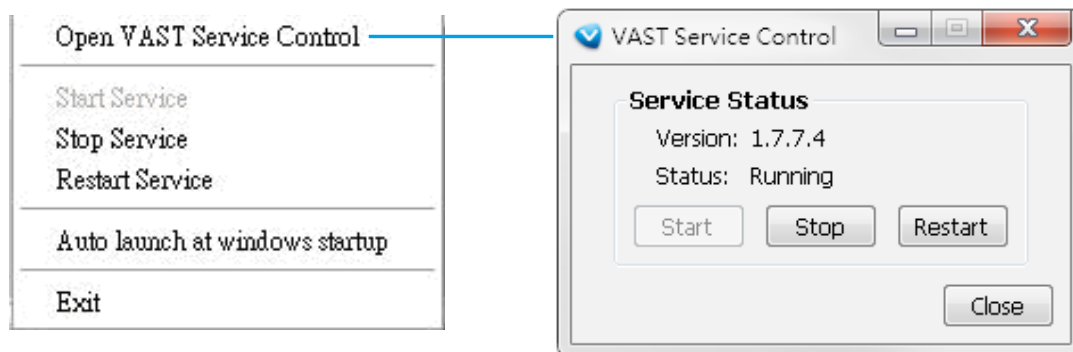 Open VAST Service Control
Start Service
Stop Service
Restart Service
Auto launch at windows startup
Exit
VAST Service Control
Service Status
Version: 1.7.7.4
Status: Running
Start Stop Restart
Close